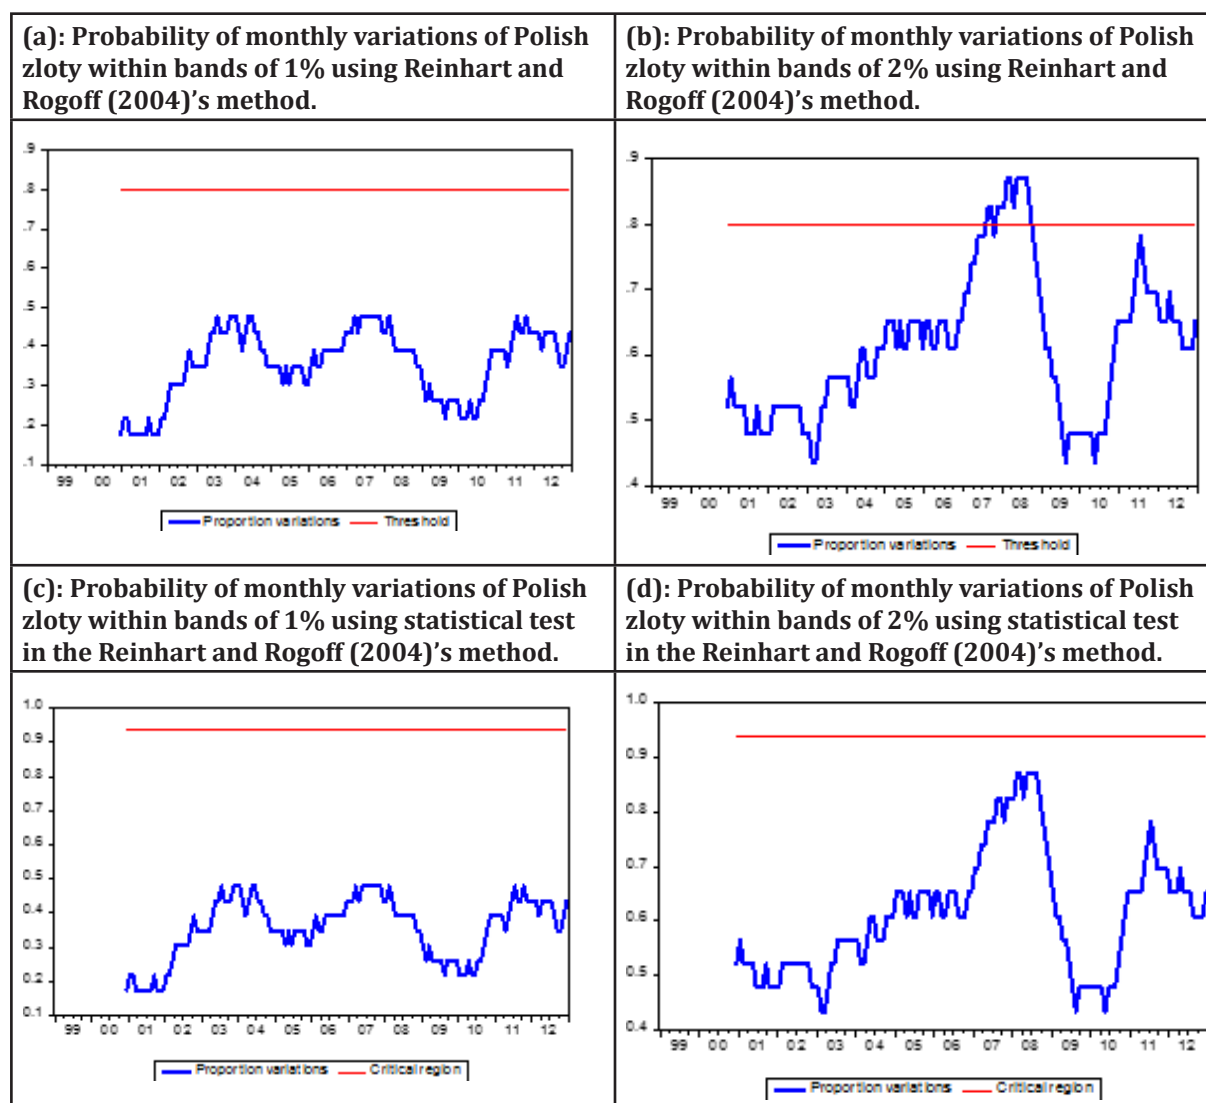 (a): Probability of monthly variations of Polish
zloty within bands of 1% using Reinhart and
Rogoff (2004)'s method.
(b): Probability of monthly variations of Polish
zloty within bands of 2% using Reinhart and
Rogoff (2004)'s method.
.9
.8
.7
.6
.5
.4
.3
.2
.1
99 00 01 02 03 04 05 06 07 08 09 10 11 12
Proportion variations Threshold
.9
.8
.7
.6
.5
.4
99 00 01 02 03 04 05 06 07 08 09 10 11 12
Proportion variations Threshold
(c): Probability of monthly variations of Polish
zloty within bands of 1% using statistical test
in the Reinhart and Rogoff (2004)'s method.
(d): Probability of monthly variations of Polish
zloty within bands of 2% using statistical test
in the Reinhart and Rogoff (2004)'s method.
1.0
0.9
0.8
0.7
0.6
0.5
0.4
0.3
0.2
0.1
99 00 01 02 03 04 05 06 07 08 09 10 11 12
Proportion variations Critical region
1.0
0.9
0.8
0.7
0.6
0.5
0.4
99 00 01 02 03 04 05 06 07 08 09 10 11 12
Proportion variations Critical region